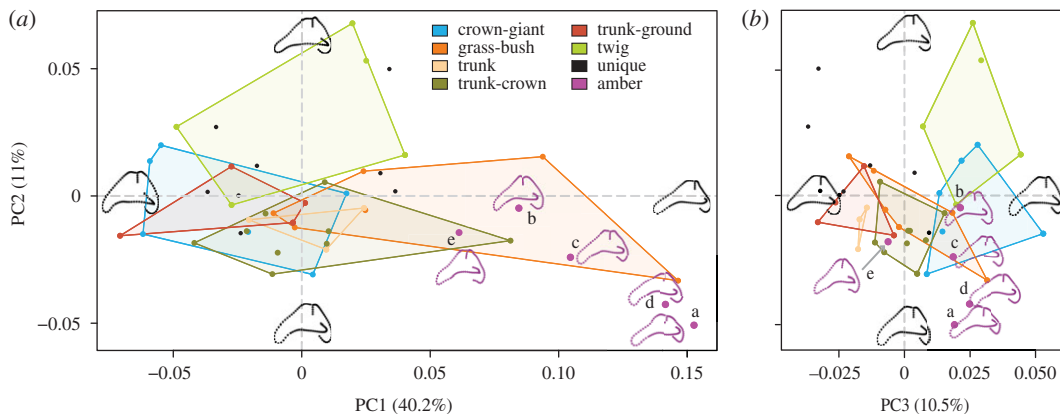 (a)
crown-giant
grass-bush
trunk
trunk-crown
trunk-ground
twig
unique
amber
PC2 (11%)
0.05
0
−0.05
b
e
c
d
a
−0.05
0
0.05
0.10
0.15
PC1 (40.2%)
(b)
b
c
e
d
a
−0.025
0
0.025
0.050
PC3 (10.5%)